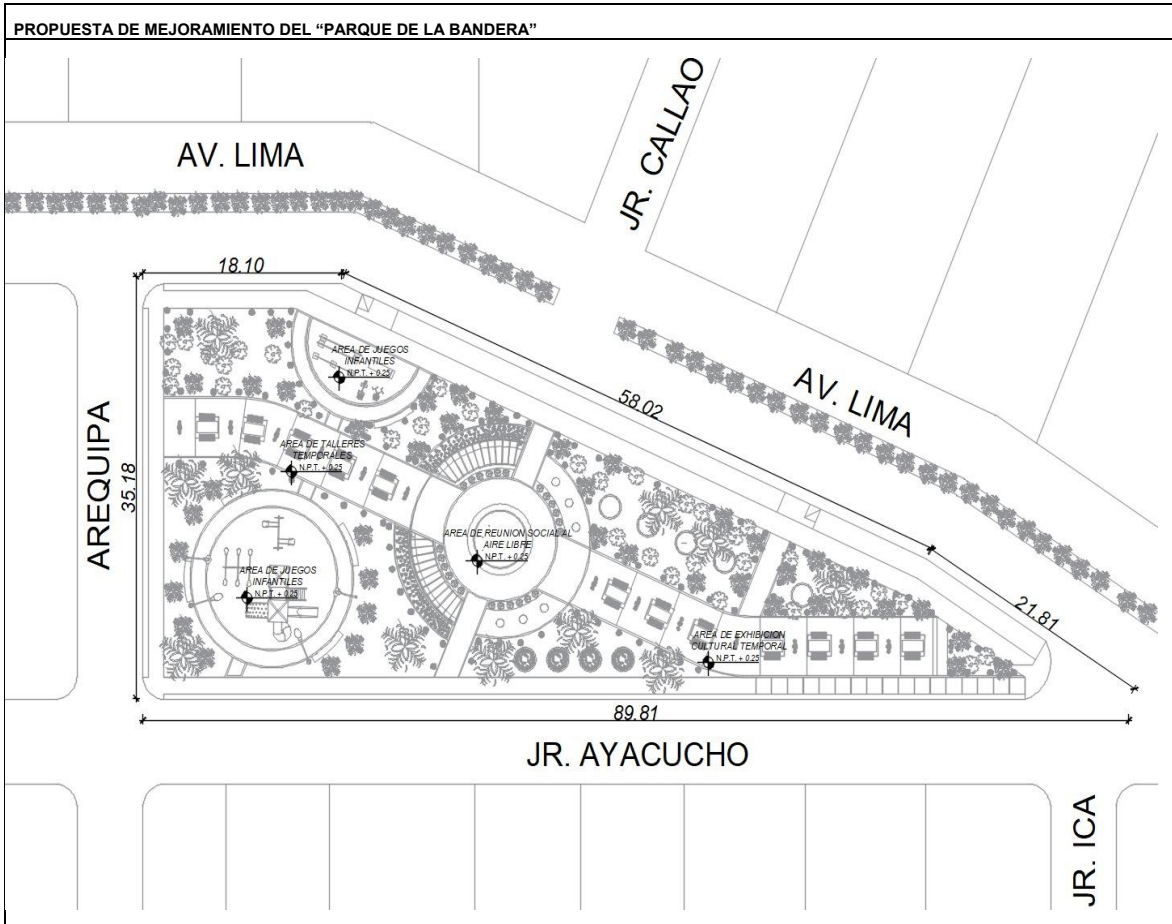 PROPUESTA DE MEJORAMIENTO DEL “PARQUE DE LA BANDERA”
AV. LIMA
JR. CALLAO
18.10
AREA DE JUEGOS
INFANTILES
N.P.T. + 0.25
58.02
AV. LIMA
AREQUIPA
35.18
AREA DE TALLERES
TEMPORALES
N.P.T. + 0.25
AREA DE REUNION SOCIAL AL
AIRE LIBRE
N.P.T. + 0.25
AREA DE JUEGOS
INFANTILES
N.P.T. + 0.25
21.81
AREA DE EXHIBICION
CULTURAL TEMPORAL
N.P.T. + 0.25
89.81
JR. AYACUCHO
JR. ICA